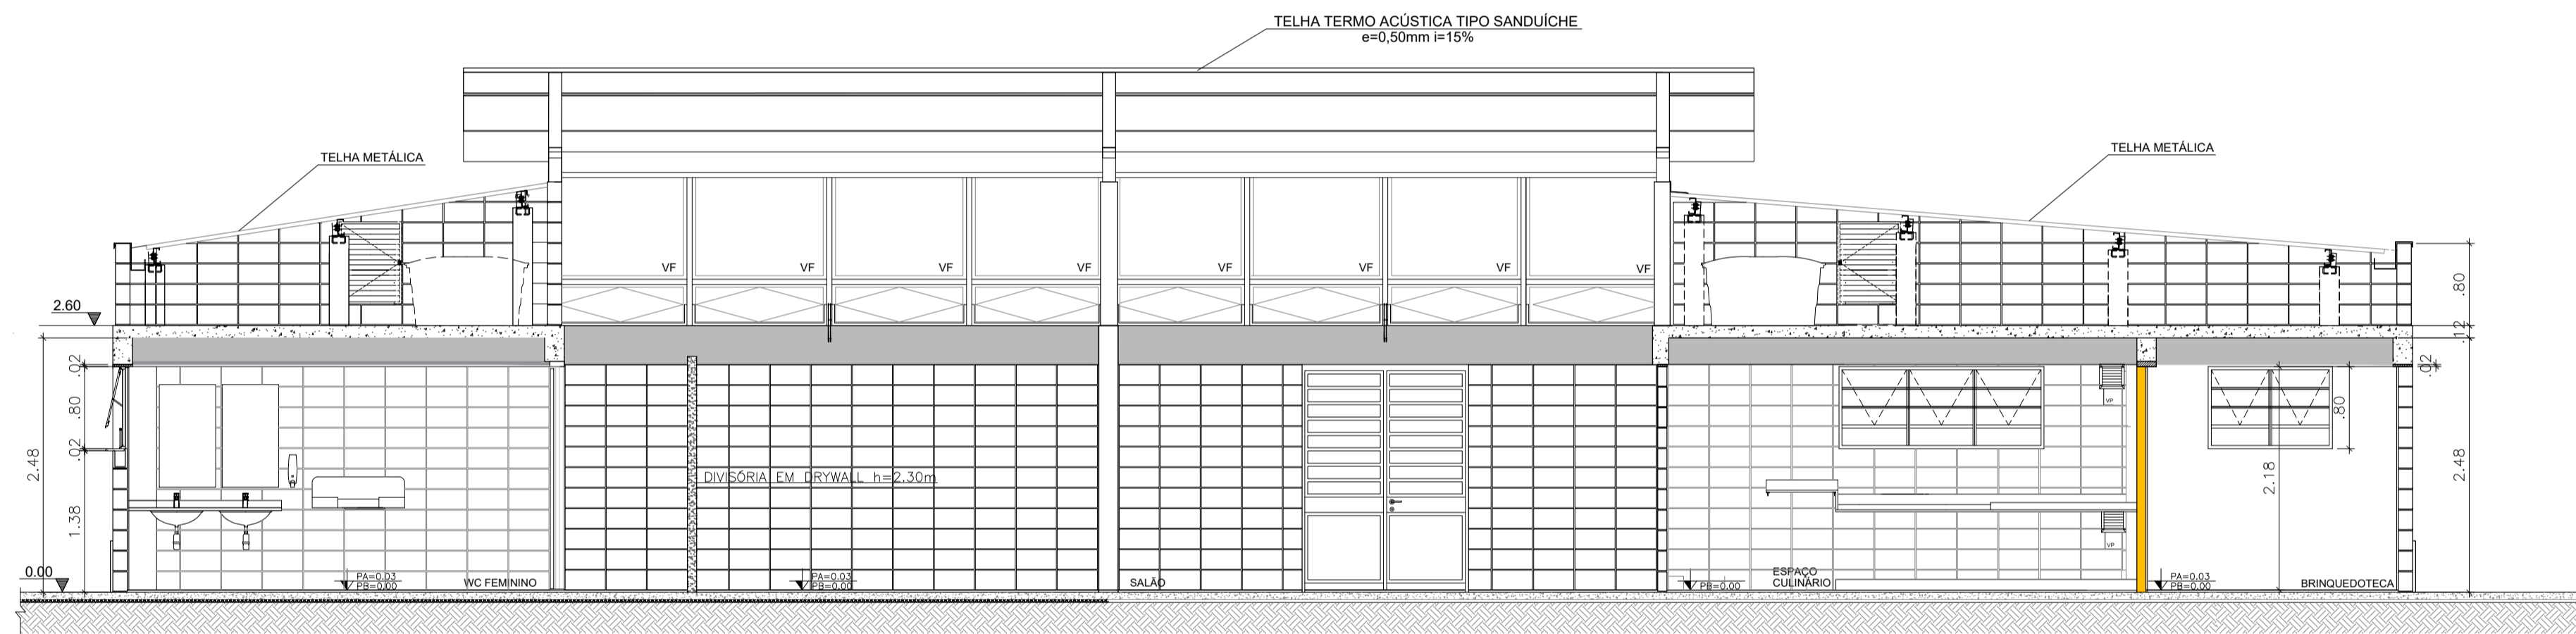 TELHA TERMO ACÚSTICA TIPO SANDUÍCHE
e=0,50mm i=15%
TELHA METÁLICA
TELHA METÁLICA
VF
VF
VF
VF
VF
VF
VF
VF
2.60
.80
.12
.02
.02
.80
.02
2.48
1.38
0.00
DIVISÓRIA EM DRYWALL h=2.30m
VP
VP
.80
2.18
2.48
PA=0.03
PB=0.00
WC FEMININO
PA=0.03
PB=0.00
SALÃO
PB=0.00
ESPAÇO
CULINÁRIO
PA=0.03
PB=0.00
BRINQUEDOTECA